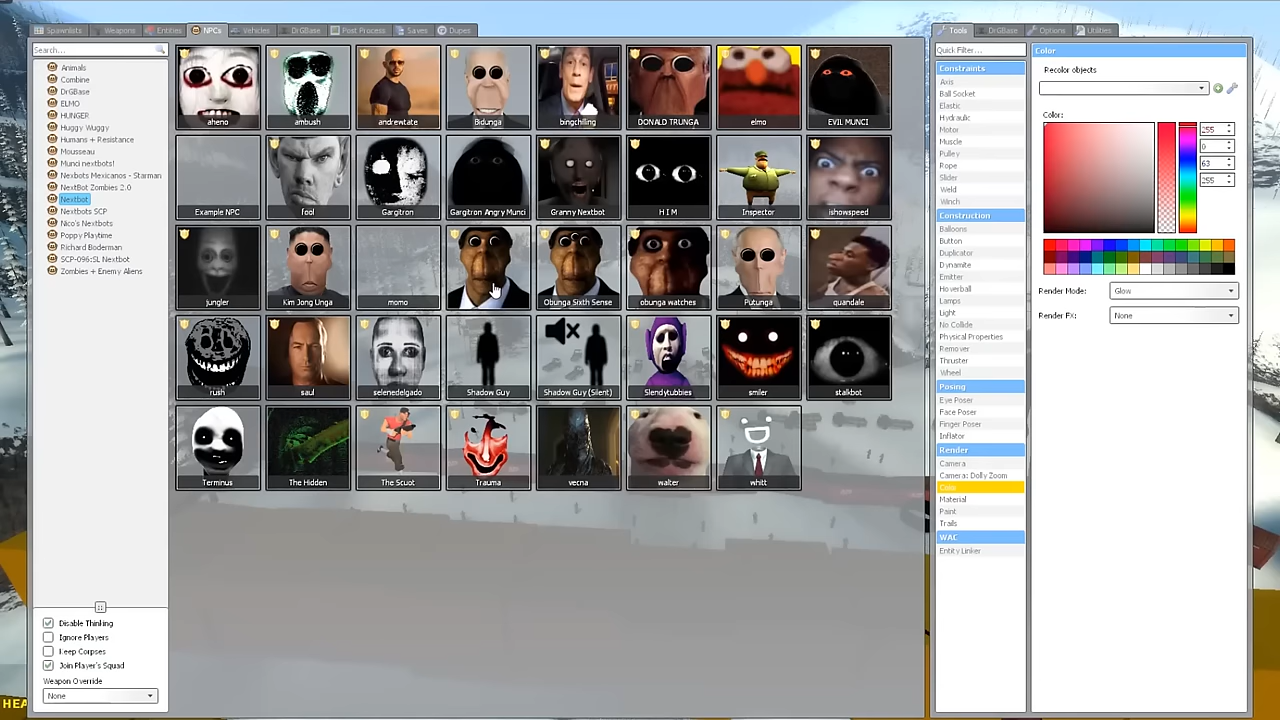 Spawnlists
Weapons
Entities
NPCs
Vehicles
DrGBase
Post Process
Saves
Dupes
Search...
Animals
Combine
DrGBase
ELMO
HUNGER
Huggy Wuggy
Humans + Resistance
Mousseau
Munci nextbots!
Nexbots Mexicanos - Starman
NextBot Zombies 2.0
Nextbot
Nextbots SCP
Nico's Nextbots
Poppy Playtime
Richard Boderman
SCP-096:SL Nextbot
Zombies + Enemy Aliens
Disable Thinking
Ignore Players
Keep Corpses
Join Player's Squad
Weapon Override
None
HEA
aheno
ambush
andrewtate
Bidunga
bingchiling
DONALD TRUNGA
elmo
EVIL MUNCI
Example NPC
fool
Gargitron
Gargitron Angry Munci
Granny Nextbot
H I M
Inspector
ishowspeed
jungler
Kim Jong Unga
momo
Obunga Sixth Sense
obunga watches
Putunga
quandale
rush
saul
selenedelgado
Shadow Guy
Shadow Guy (Silent)
Slendytubbies
smiler
stalkbot
Terminus
The Hidden
The Scuot
Trauma
vecna
walter
whitt
Tools
DrGBase
Options
Utilities
Quick Filter...
Constraints
Axis
Ball Socket
Elastic
Hydraulic
Motor
Muscle
Pulley
Rope
Slider
Weld
Winch
Construction
Balloons
Button
Duplicator
Dynamite
Emitter
Hoverball
Lamps
Light
No Collide
Physical Properties
Remover
Thruster
Wheel
Posing
Eye Poser
Face Poser
Finger Poser
Inflator
Render
Camera
Camera: Dolly Zoom
Color
Material
Paint
Trails
WAC
Entity Linker
Color
Recolor objects
Color:
255
0
63
255
Render Mode:
Glow
Render FX:
None